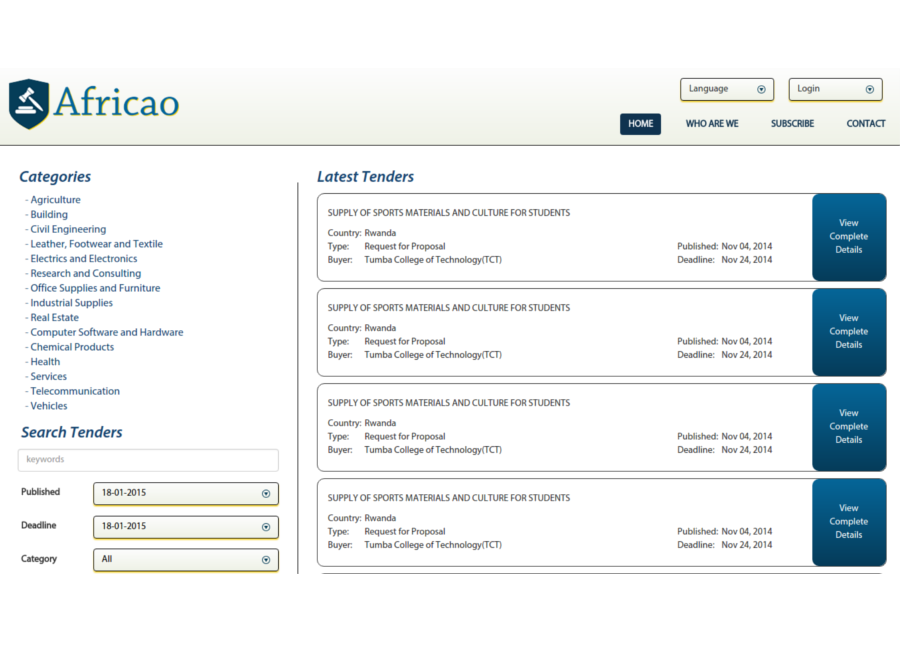 Africao
Language
Login
HOME
WHO ARE WE
SUBSCRIBE
CONTACT
Categories
- Agriculture
- Building
- Civil Engineering
- Leather, Footwear and Textile
- Electrics and Electronics
- Research and Consulting
- Office Supplies and Furniture
- Industrial Supplies
- Real Estate
- Computer Software and Hardware
- Chemical Products
- Health
- Services
- Telecommunication
- Vehicles
Search Tenders
keywords
Published 18-01-2015
Deadline 18-01-2015
Category All
Latest Tenders
SUPPLY OF SPORTS MATERIALS AND CULTURE FOR STUDENTS
Country: Rwanda
Type: Request for Proposal
Buyer: Tumba College of Technology(TCT)
Published: Nov 04, 2014
Deadline: Nov 24, 2014
View
Complete
Details
SUPPLY OF SPORTS MATERIALS AND CULTURE FOR STUDENTS
Country: Rwanda
Type: Request for Proposal
Buyer: Tumba College of Technology(TCT)
Published: Nov 04, 2014
Deadline: Nov 24, 2014
View
Complete
Details
SUPPLY OF SPORTS MATERIALS AND CULTURE FOR STUDENTS
Country: Rwanda
Type: Request for Proposal
Buyer: Tumba College of Technology(TCT)
Published: Nov 04, 2014
Deadline: Nov 24, 2014
View
Complete
Details
SUPPLY OF SPORTS MATERIALS AND CULTURE FOR STUDENTS
Country: Rwanda
Type: Request for Proposal
Buyer: Tumba College of Technology(TCT)
Published: Nov 04, 2014
Deadline: Nov 24, 2014
View
Complete
Details